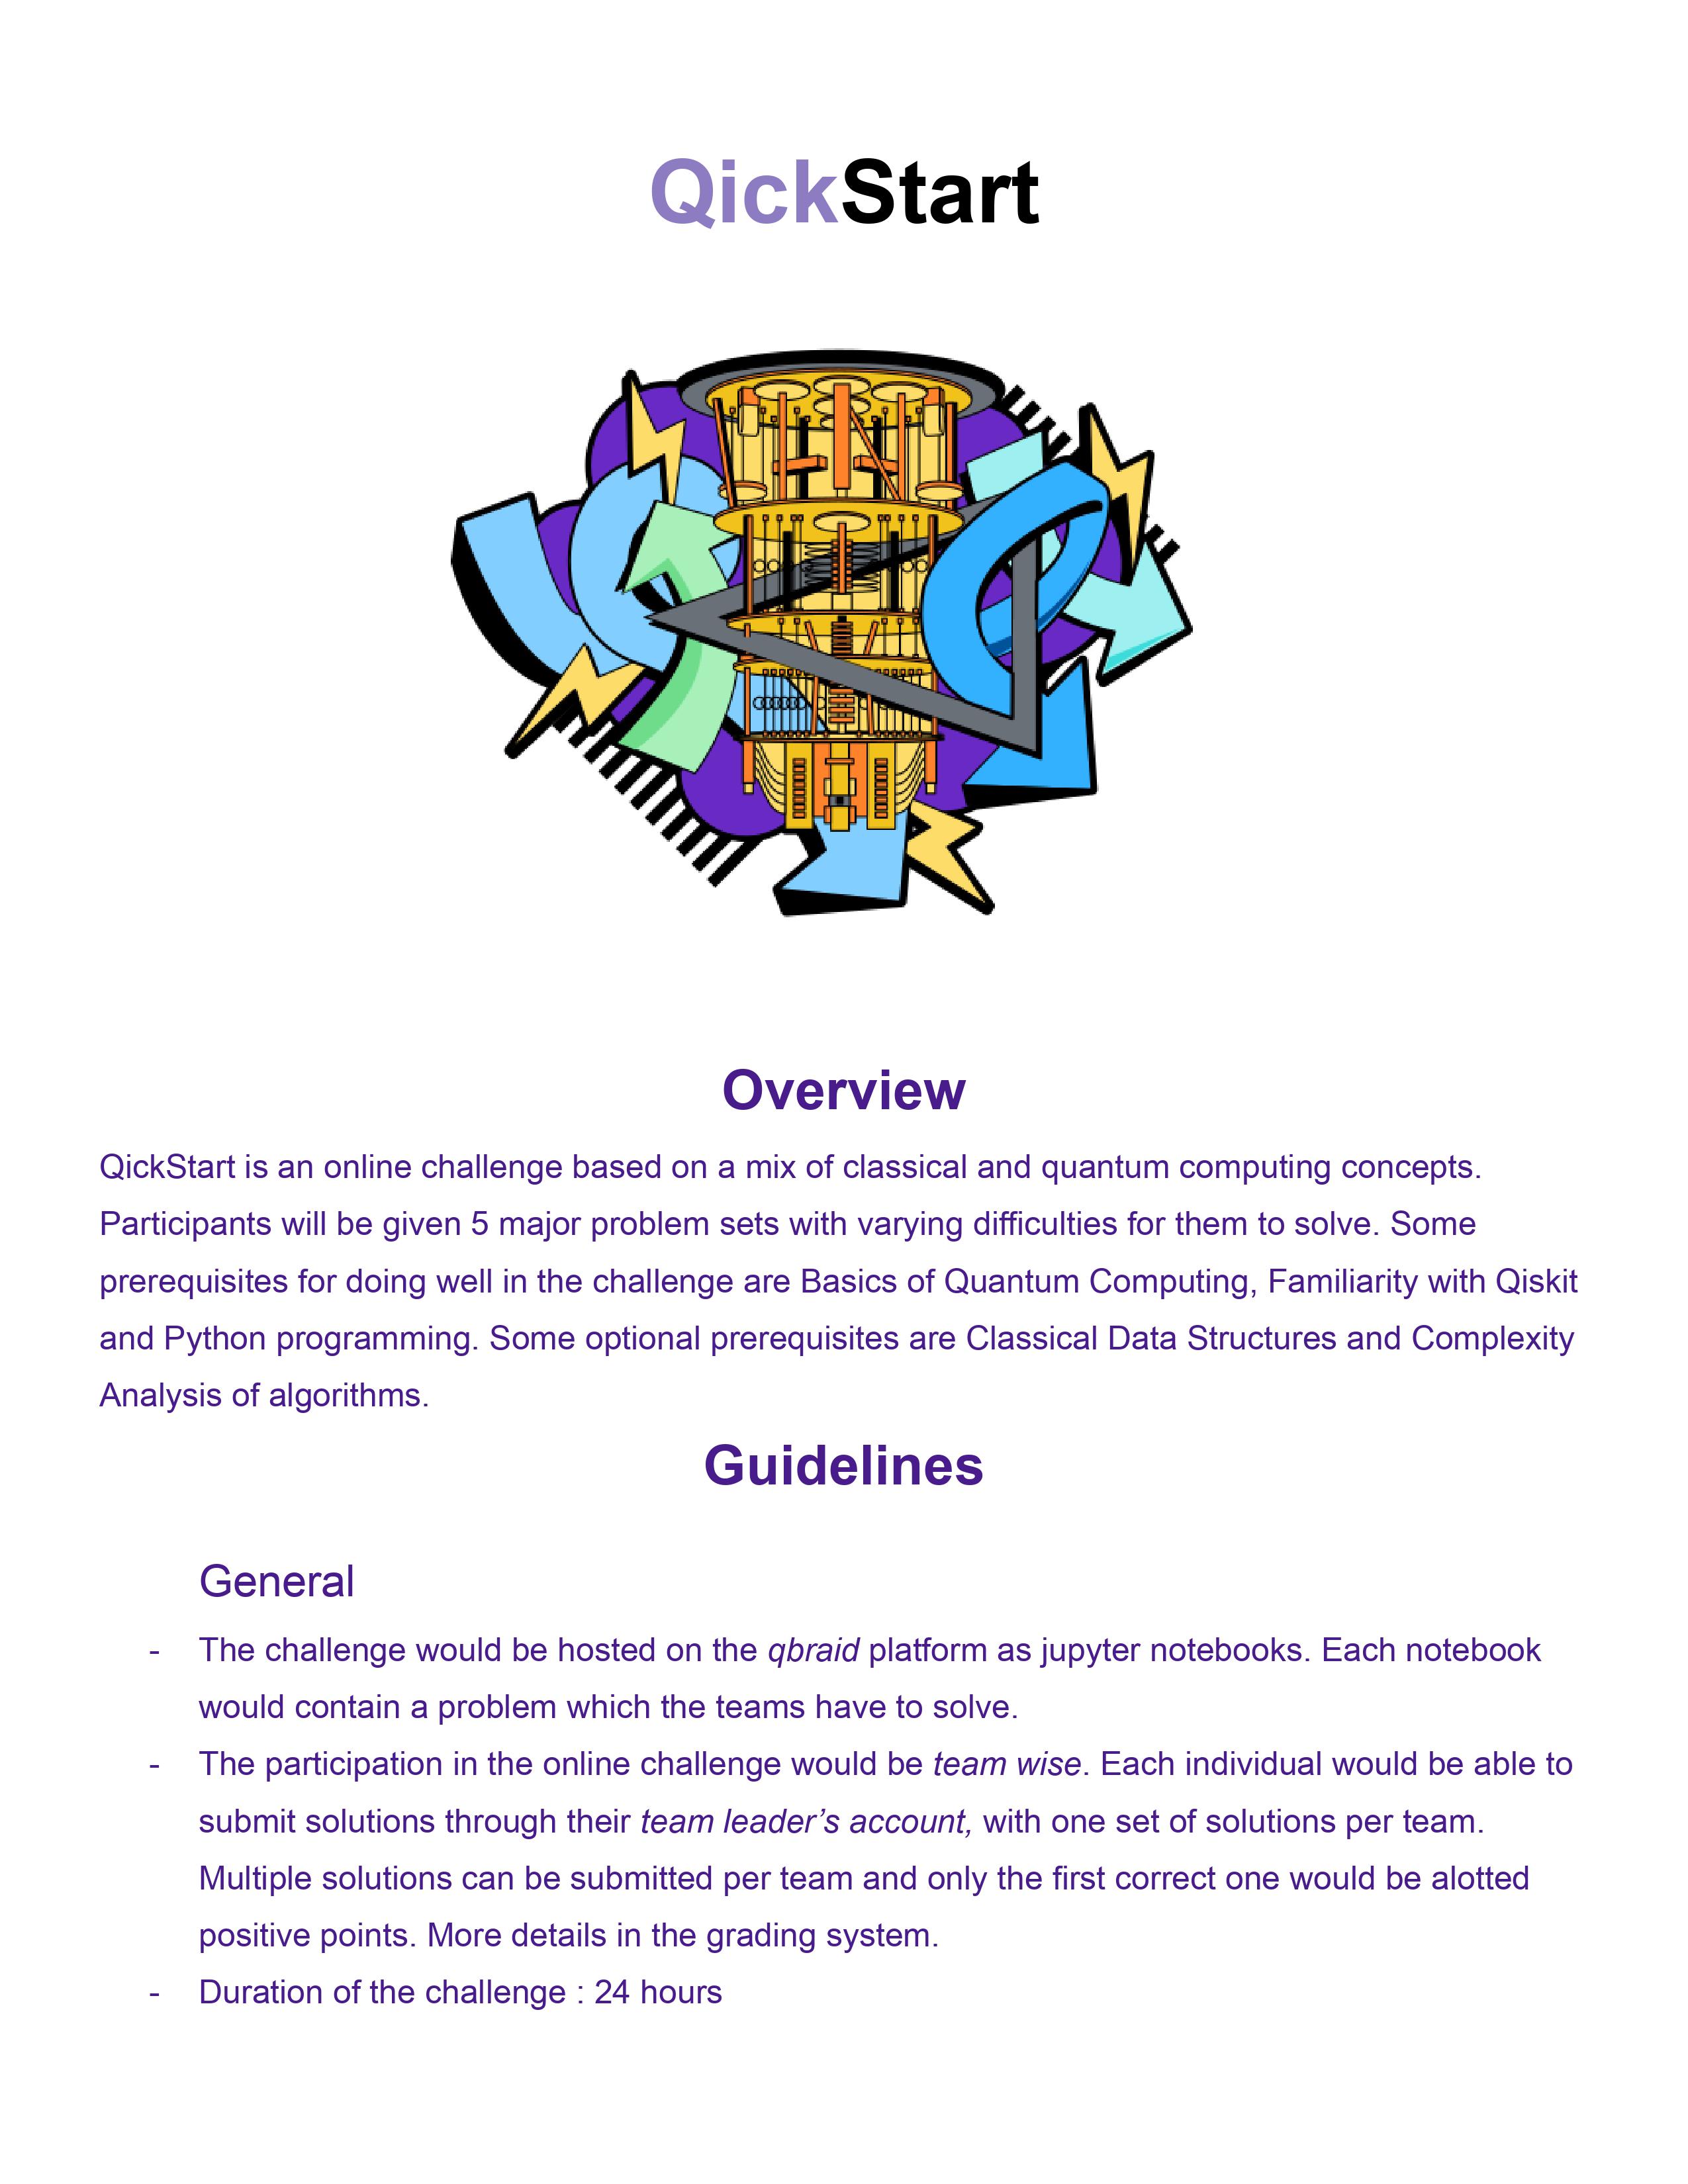 QickStart
Overview
QickStart is an online challenge based on a mix of classical and quantum computing concepts.
Participants will be given 5 major problem sets with varying difficulties for them to solve. Some
prerequisites for doing well in the challenge are Basics of Quantum Computing, Familiarity with Qiskit
and Python programming. Some optional prerequisites are Classical Data Structures and Complexity
Analysis of algorithms.
Guidelines
General
- The challenge would be hosted on the qbraid platform as jupyter notebooks. Each notebook
would contain a problem which the teams have to solve.
- The participation in the online challenge would be team wise. Each individual would be able to
submit solutions through their team leader’s account, with one set of solutions per team.
Multiple solutions can be submitted per team and only the first correct one would be alotted
positive points. More details in the grading system.
- Duration of the challenge : 24 hours